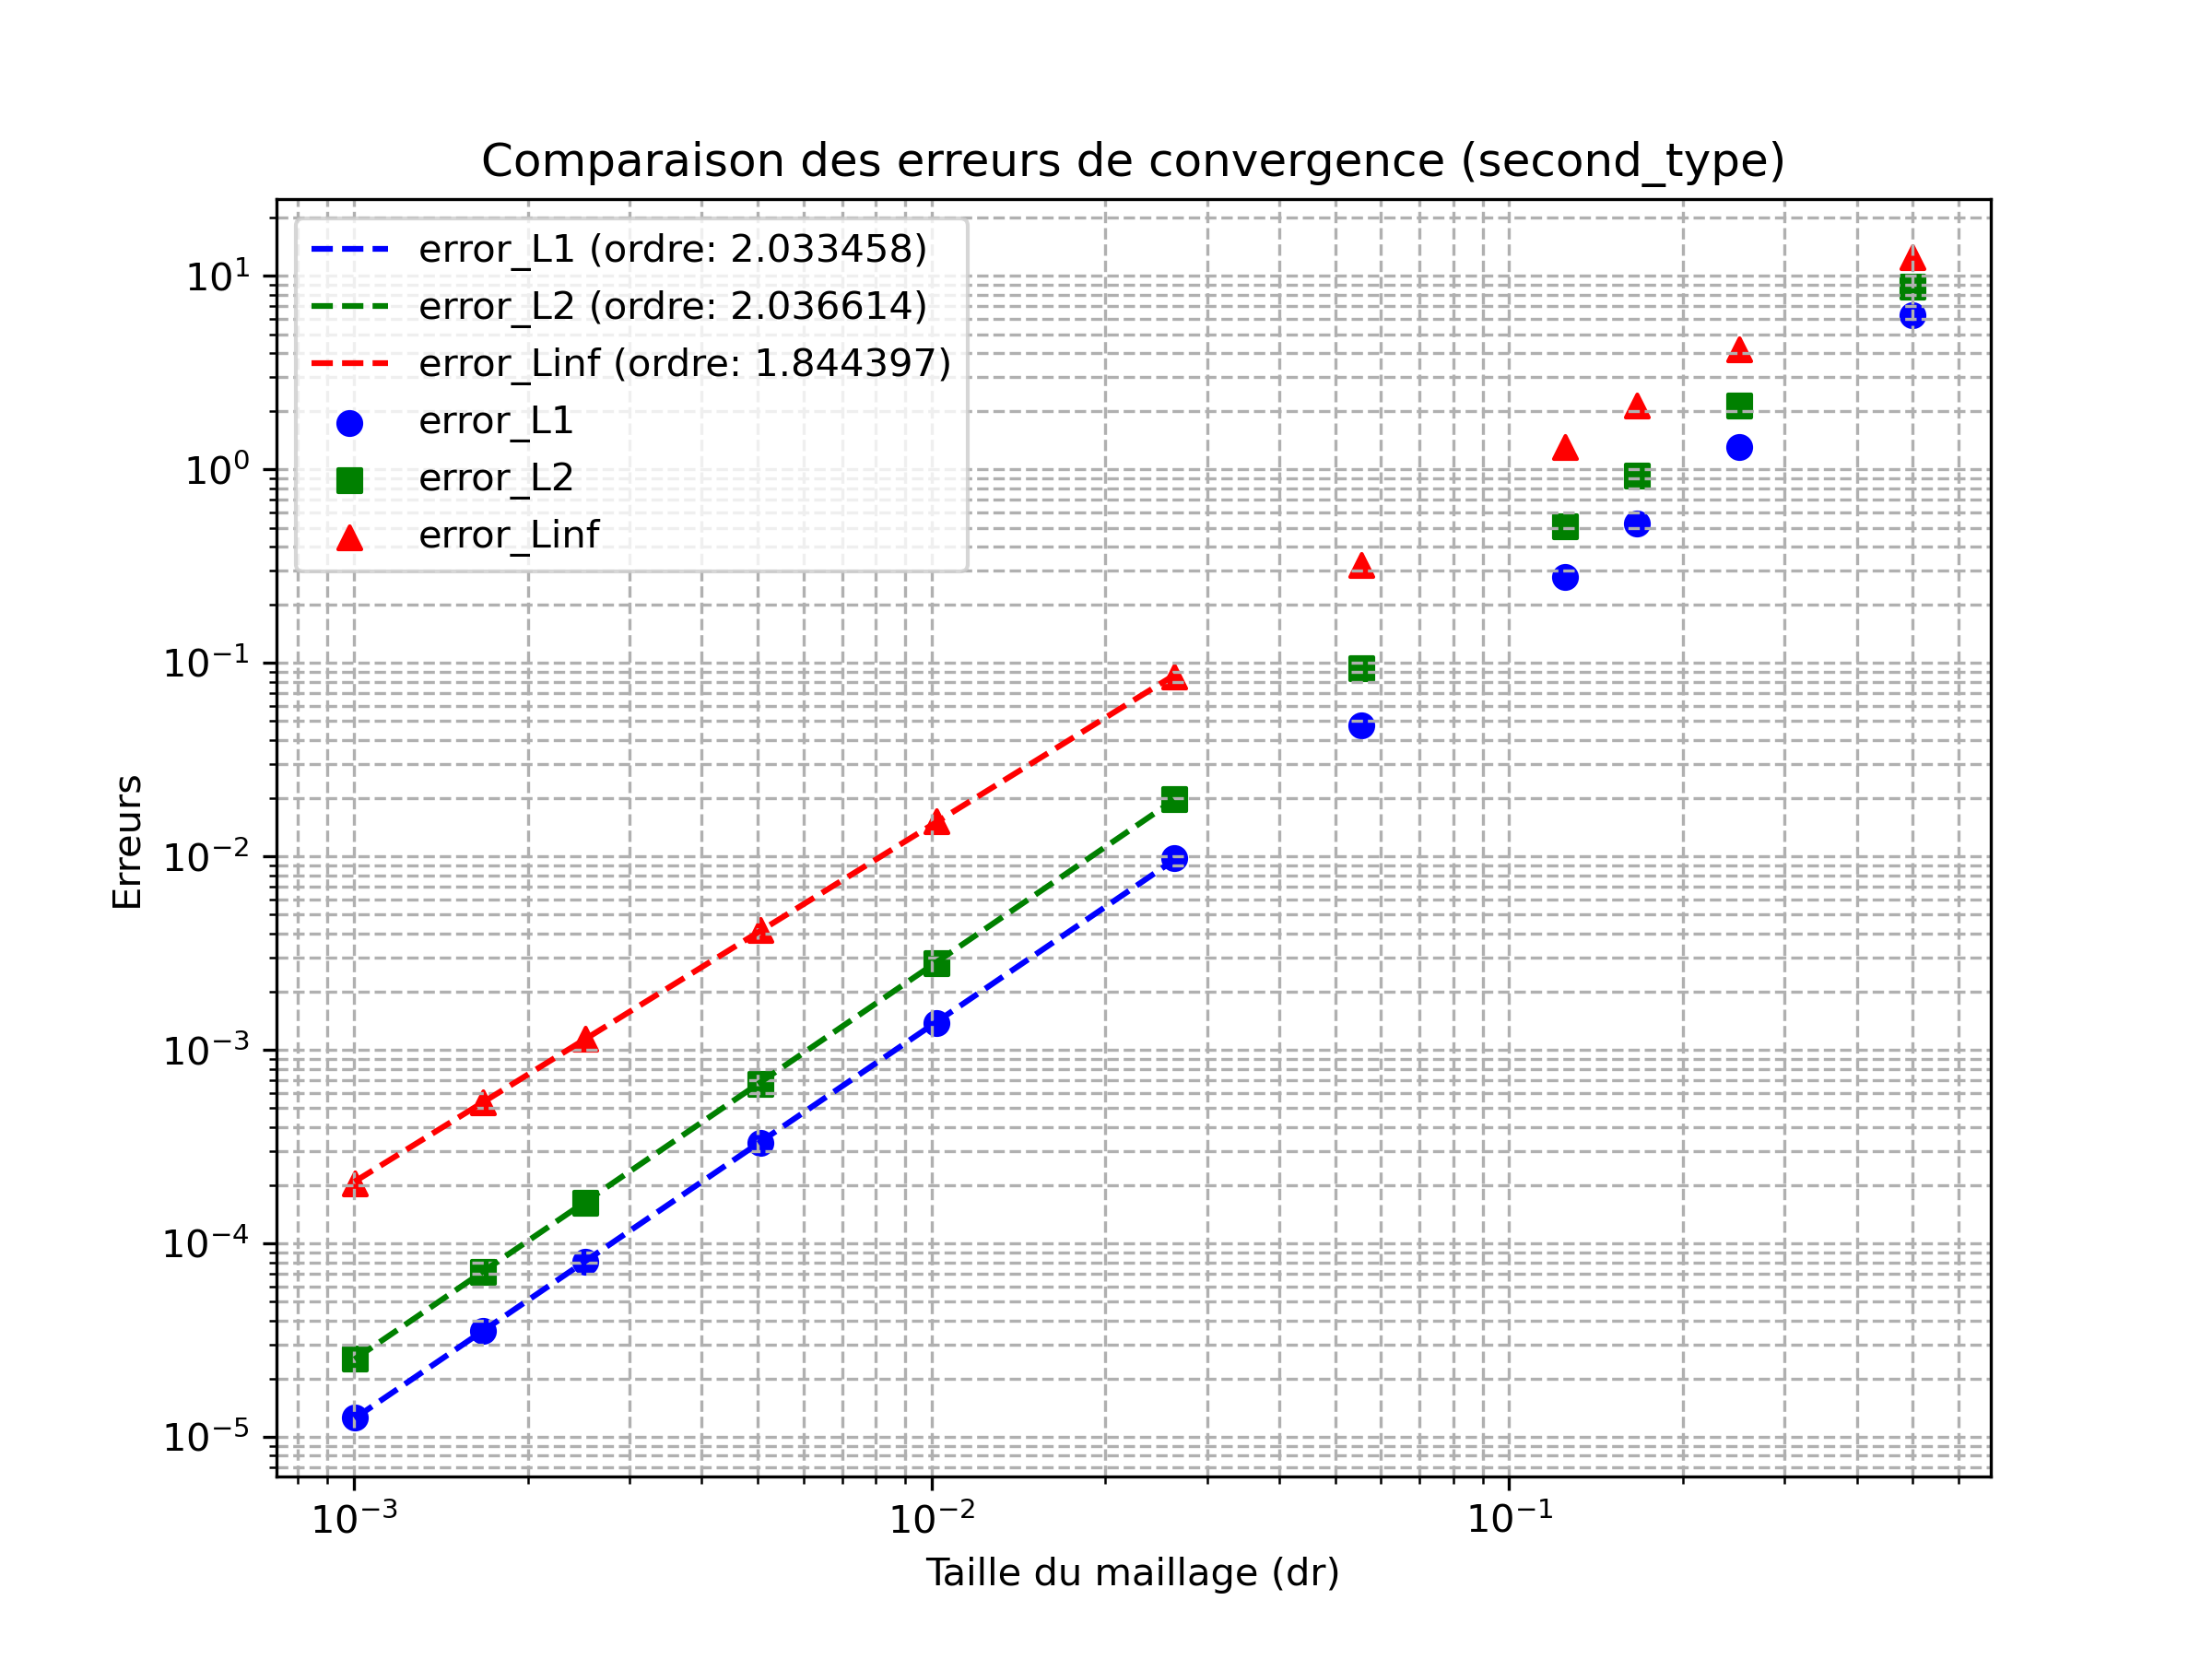 Comparaison des erreurs de convergence (second_type)
error_L1 (ordre: 2.033458)
error_L2 (ordre: 2.036614)
error_Linf (ordre: 1.844397)
error_L1
error_L2
error_Linf
10¹
10⁰
10⁻¹
10⁻²
10⁻³
10⁻⁴
10⁻⁵
Erreurs
10⁻³ 10⁻² 10⁻¹
Taille du maillage (dr)